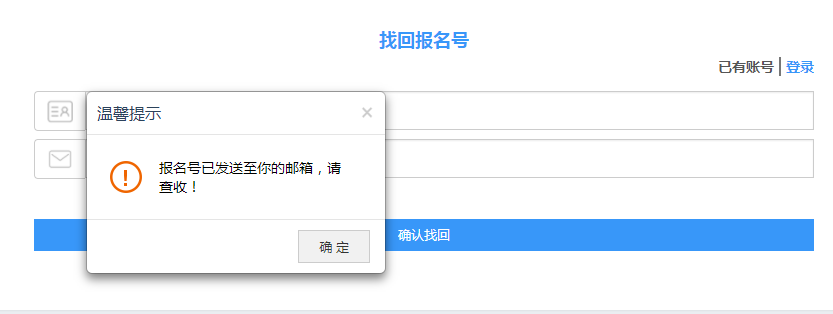 找回报名号
已有账号 | 登录
温馨提示 ×
报名号已发送至你的邮箱，请
查收！
确 定
确认找回